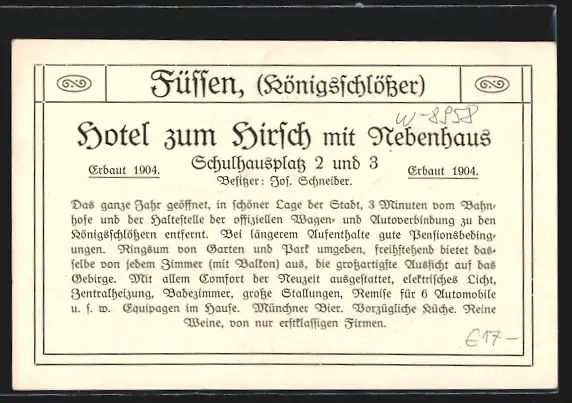 Füssen, (Königsschlößer)
W-8958
Hotel zum Hirsch mit Nebenhaus
Schulhausplatz 2 und 3
Erbaut 1904. Besitzer: Jos. Schneider. Erbaut 1904.
Das ganze Jahr geöffnet, in schöner Lage der Stadt, 3 Minuten vom Bahn-
hofe und der Haltestelle der offiziellen Wagen- und Autoverbindung zu den
Königsschlössern entfernt. Bei längerem Aufenthalte gute Pensionsbeding-
ungen. Ringsum von Garten und Park umgeben, freihstehend bietet das-
selbe von jedem Zimmer (mit Balkon) aus, die großartigste Aussicht auf das
Gebirge. Mit allem Comfort der Neuzeit ausgestattet, elektrisches Licht,
Zentralheizung, Badezimmer, große Stallungen, Remise für 6 Automobile
u. s. w. Equipagen im Hause. Münchner Bier. Vorzügliche Küche. Reine
Weine, von nur erstklassigen Firmen.
€17-